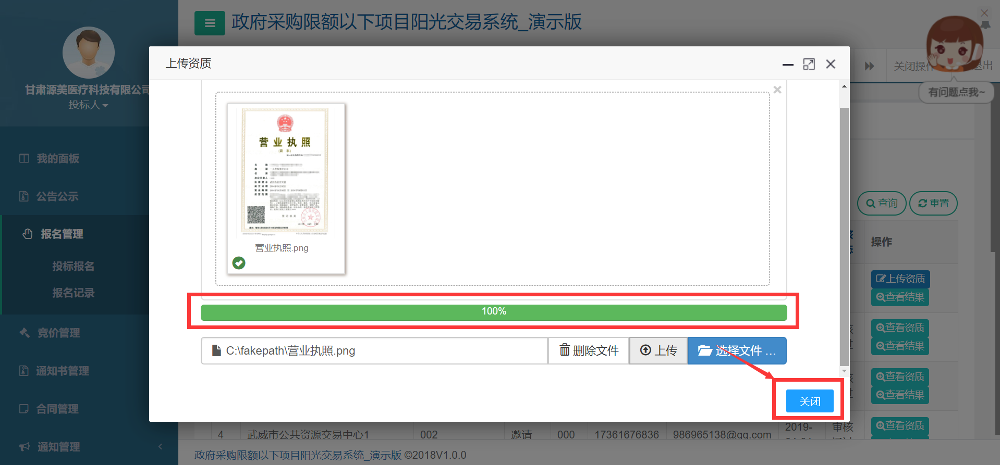 政府采购限额以下项目阳光交易系统_演示版
甘肃源美医疗科技有限公司
投标人
我的面板
公告公示
报名管理
投标报名
报名记录
竞价管理
通知书管理
合同管理
通知管理
关闭操作
退出
有问题点我~
上传资质
营业执照
(副 本)
营业执照.png
100%
C:\fakepath\营业执照.png
删除文件
上传
选择文件 ...
关闭
查询
重置
操作
上传资质
查看结果
查看资质
查看结果
查看资质
查看结果
查看资质
4
武威市公共资源交易中心1
002
邀请
000
17361676836
986965138@qq.com
2019-
审核
政府采购限额以下项目阳光交易系统_演示版 ©2018V1.0.0